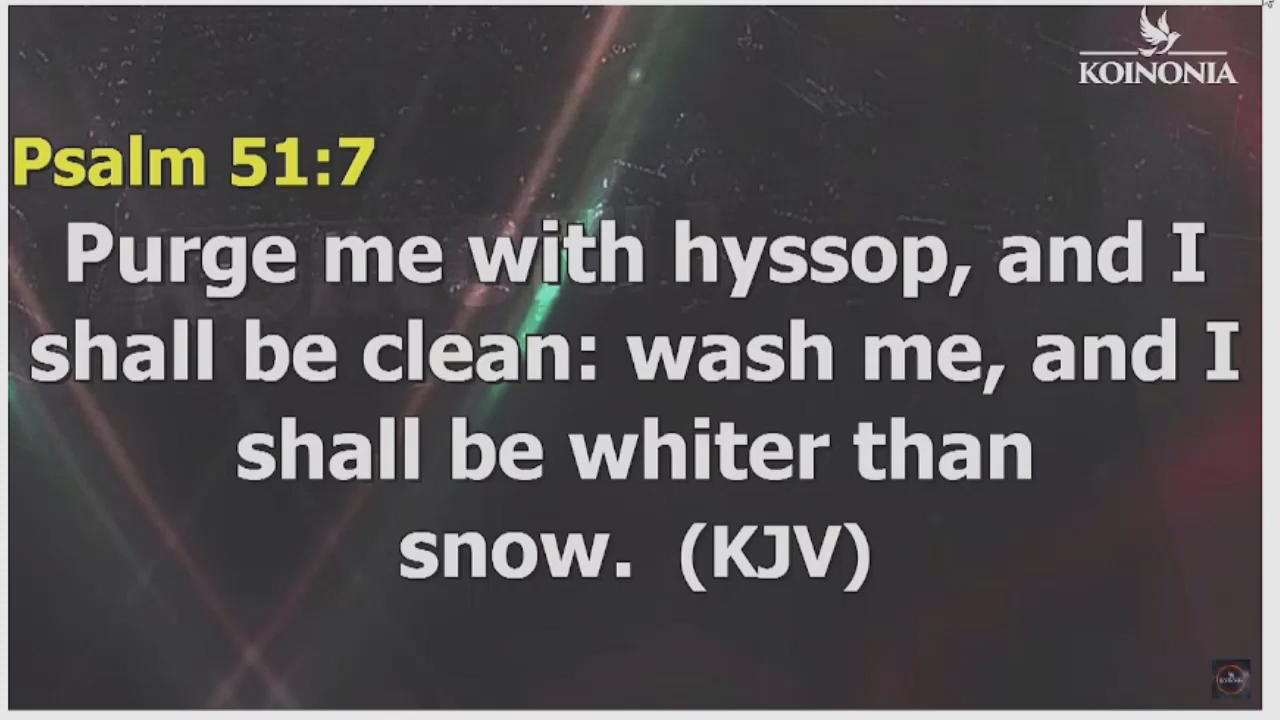 KOINONIA
Psalm 51:7
Purge me with hyssop, and I
shall be clean: wash me, and I
shall be whiter than
snow. (KJV)